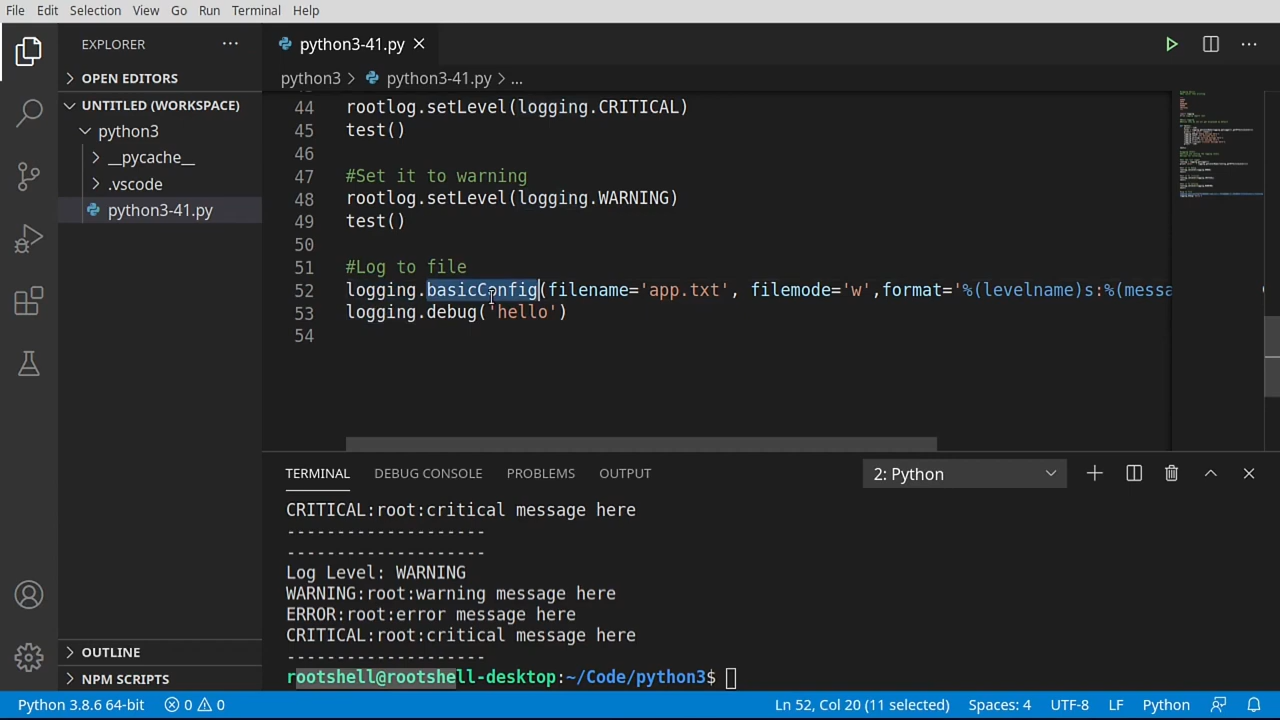 File Edit Selection View Go Run Terminal Help
EXPLORER
OPEN EDITORS
UNTITLED (WORKSPACE)
python3
__pycache__
.vscode
python3-41.py
OUTLINE
NPM SCRIPTS
python3-41.py
python3 > python3-41.py > ...
44 rootlog.setLevel(logging.CRITICAL)
45 test()
46
47 #Set it to warning
48 rootlog.setLevel(logging.WARNING)
49 test()
50
51 #Log to file
52 logging.basicConfig(filename='app.txt', filemode='w',format='%(levelname)s:%(messa
53 logging.debug('hello')
54
TERMINAL DEBUG CONSOLE PROBLEMS OUTPUT 2: Python
CRITICAL:root:critical message here
--------------------
--------------------
Log Level: WARNING
WARNING:root:warning message here
ERROR:root:error message here
CRITICAL:root:critical message here
--------------------
rootshell@rootshell-desktop:~/Code/python3$
Python 3.8.6 64-bit 0 0 Ln 52, Col 20 (11 selected) Spaces: 4 UTF-8 LF Python